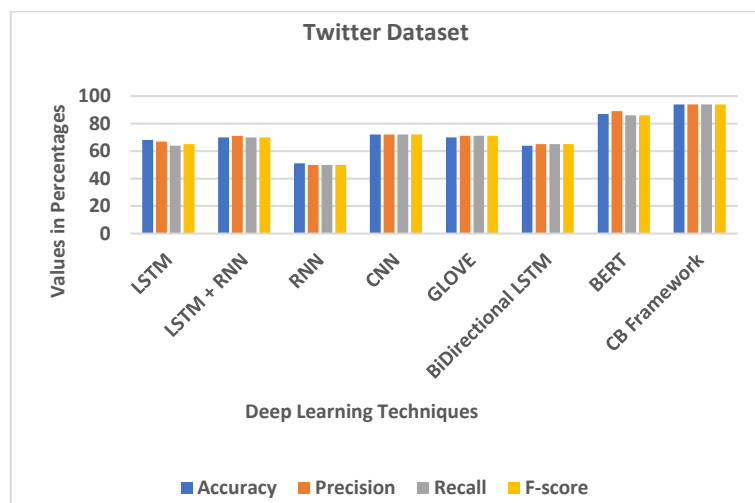 Twitter Dataset
Values in Percentages
100
80
60
40
20
0
LSTM
LSTM + RNN
RNN
CNN
GLOVE
BiDirectional LSTM
BERT
CB Framework
Deep Learning Techniques
Accuracy Precision Recall F-score